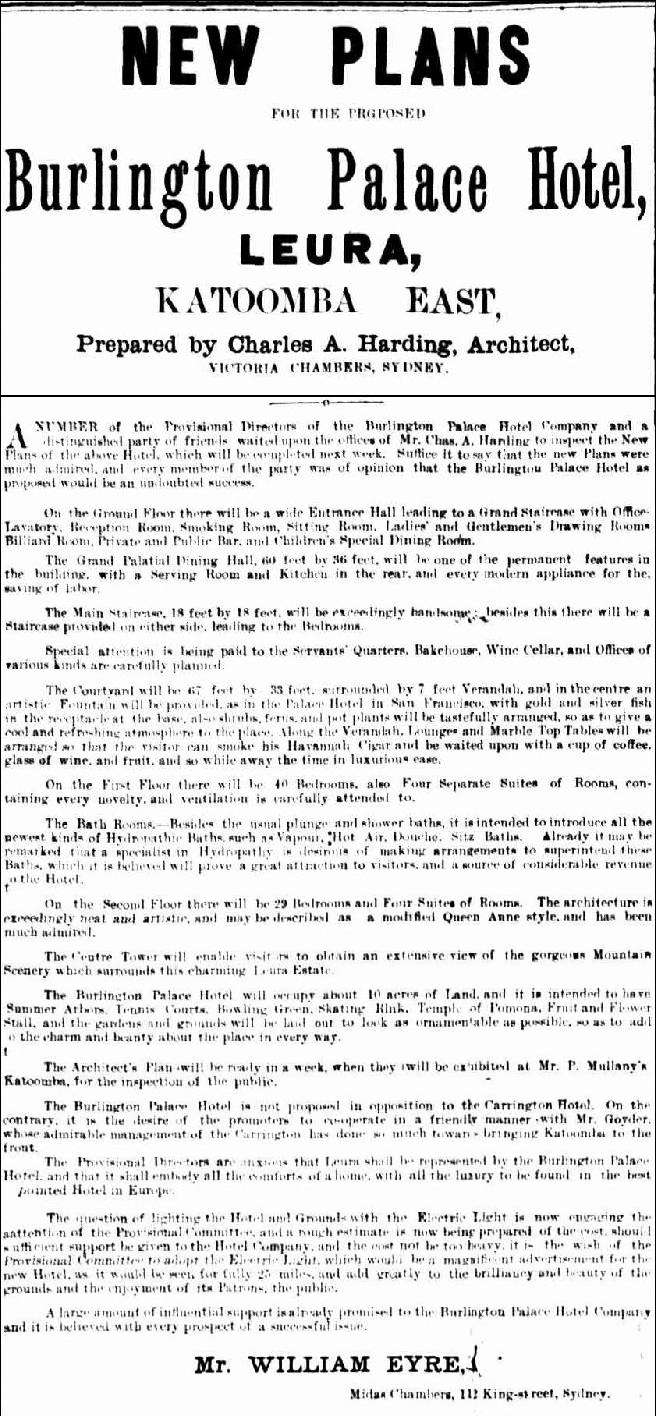 NEW PLANS
FOR THE PROPOSED
Burlington Palace Hotel,
LEURA,
KATOOMBA EAST,
Prepared by Charles A. Harding, Architect,
VICTORIA CHAMBERS, SYDNEY.
A NUMBER of the Provisional Directors of the Burlington Palace Hotel Company and a
distinguished party of friends waited upon the offices of Mr. Chas. A. Harding to inspect the New
Plans of the above Hotel, which will be completed next week. Suffice it to say that the new Plans were
much admired, and every member of the party was of opinion that the Burlington Palace Hotel as
proposed would be an undoubted success.
On the Ground Floor there will be a wide Entrance Hall leading to a Grand Staircase with Office-
Lavatory, Reception Room, Smoking Room, Sitting Room, Ladies' and Gentlemen's Drawing Rooms
Billiard Room, Private and Public Bar, and Children's Special Dining Room.
The Grand Palatial Dining Hall, 60 feet by 36 feet, will be one of the permanent features in
the building, with a Serving Room and Kitchen in the rear, and every modern appliance for the,
saving of labor.
The Main Staircase, 18 feet by 18 feet, will be exceedingly handsome; besides this there will be a
Staircase provided on either side, leading to the Bedrooms.
Special attention is being paid to the Servants' Quarters, Bakehouse, Wine Cellar, and Offices of
various kinds are carefully planned.
The Courtyard will be 67 feet by 33 feet, surrounded by 7 feet Verandah, and in the centre an
artistic Fountain will be provided, as in the Palace Hotel in San Francisco, with gold and silver fish
in the receptacle at the base, also shrubs, ferns, and pot plants will be tastefully arranged, so as to give a
cool and refreshing atmosphere to the place. Along the Verandah, Lounges and Marble Top Tables will be
arranged so that the visitor can smoke his Havannah Cigar and be waited upon with a cup of coffee,
glass of wine, and fruit, and so while away the time in luxurious ease.
On the First Floor there will be 40 Bedrooms, also Four Separate Suites of Rooms, con-
taining every novelty, and ventilation is carefully attended to.
The Bath Rooms.—Besides the usual plunge and shower baths, it is intended to introduce all the
newest kinds of Hydropathic Baths, such as Vapour, Hot Air, Douche, Sitz Baths. Already it may be
remarked that a specialist in Hydropathy is desirous of making arrangements to superintend these
Baths, which it is believed will prove a great attraction to visitors, and a source of considerable revenue
to the Hotel.
On the Second Floor there will be 29 Bedrooms and Four Suites of Rooms. The architecture is
exceedingly neat and artistic, and may be described as a modified Queen Anne style, and has been
much admired.
The Centre Tower will enable visitors to obtain an extensive view of the gorgeous Mountain
Scenery which surrounds this charming Leura Estate.
The Burlington Palace Hotel will occupy about 10 acres of Land, and it is intended to have
Summer Arbors, Tennis Courts, Bowling Green, Skating Rink, Temple of Pomona, Fruit and Flower
Stall, and the gardens and grounds will be laid out to look as ornamentable as possible, so as to add
to the charm and beauty about the place in every way.
The Architect's Plan will be ready in a week, when they will be exhibited at Mr. P. Mullany's
Katoomba, for the inspection of the public.
The Burlington Palace Hotel is not proposed in opposition to the Carrington Hotel. On the
contrary, it is the desire of the promoters to co-operate in a friendly manner with Mr. Goyder,
whose admirable management of the Carrington has done so much towars bringing Katoomba to the
front.
The Provisional Directors are anxious that Leura shall be represented by the Burlington Palace
Hotel, and that it shall embody all the comforts of a home, with all the luxury to be found in the best
pointed Hotel in Europe.
The question of lighting the Hotel and Grounds with the Electric Light is now engaging the
aattention of the Provisional Committee, and a rough estimate is now being prepared of the cost, should
sufficient support be given to the Hotel Company, and the cost not be too heavy, it is the wish of the
Provisional Committee to adopt the Electric Light, which would be a magnificent advertisement for the
new Hotel, as it would be seen for fully 25 miles, and add greatly to the brilliancy and beauty of the
grounds and the enjoyment of its Patrons, the public.
A large amount of influential support is already promised to the Burlington Palace Hotel Company
and it is believed with every prospect of a successful issue.
Mr. WILLIAM EYRE,
Midas Chambers, 112 King-street, Sydney.